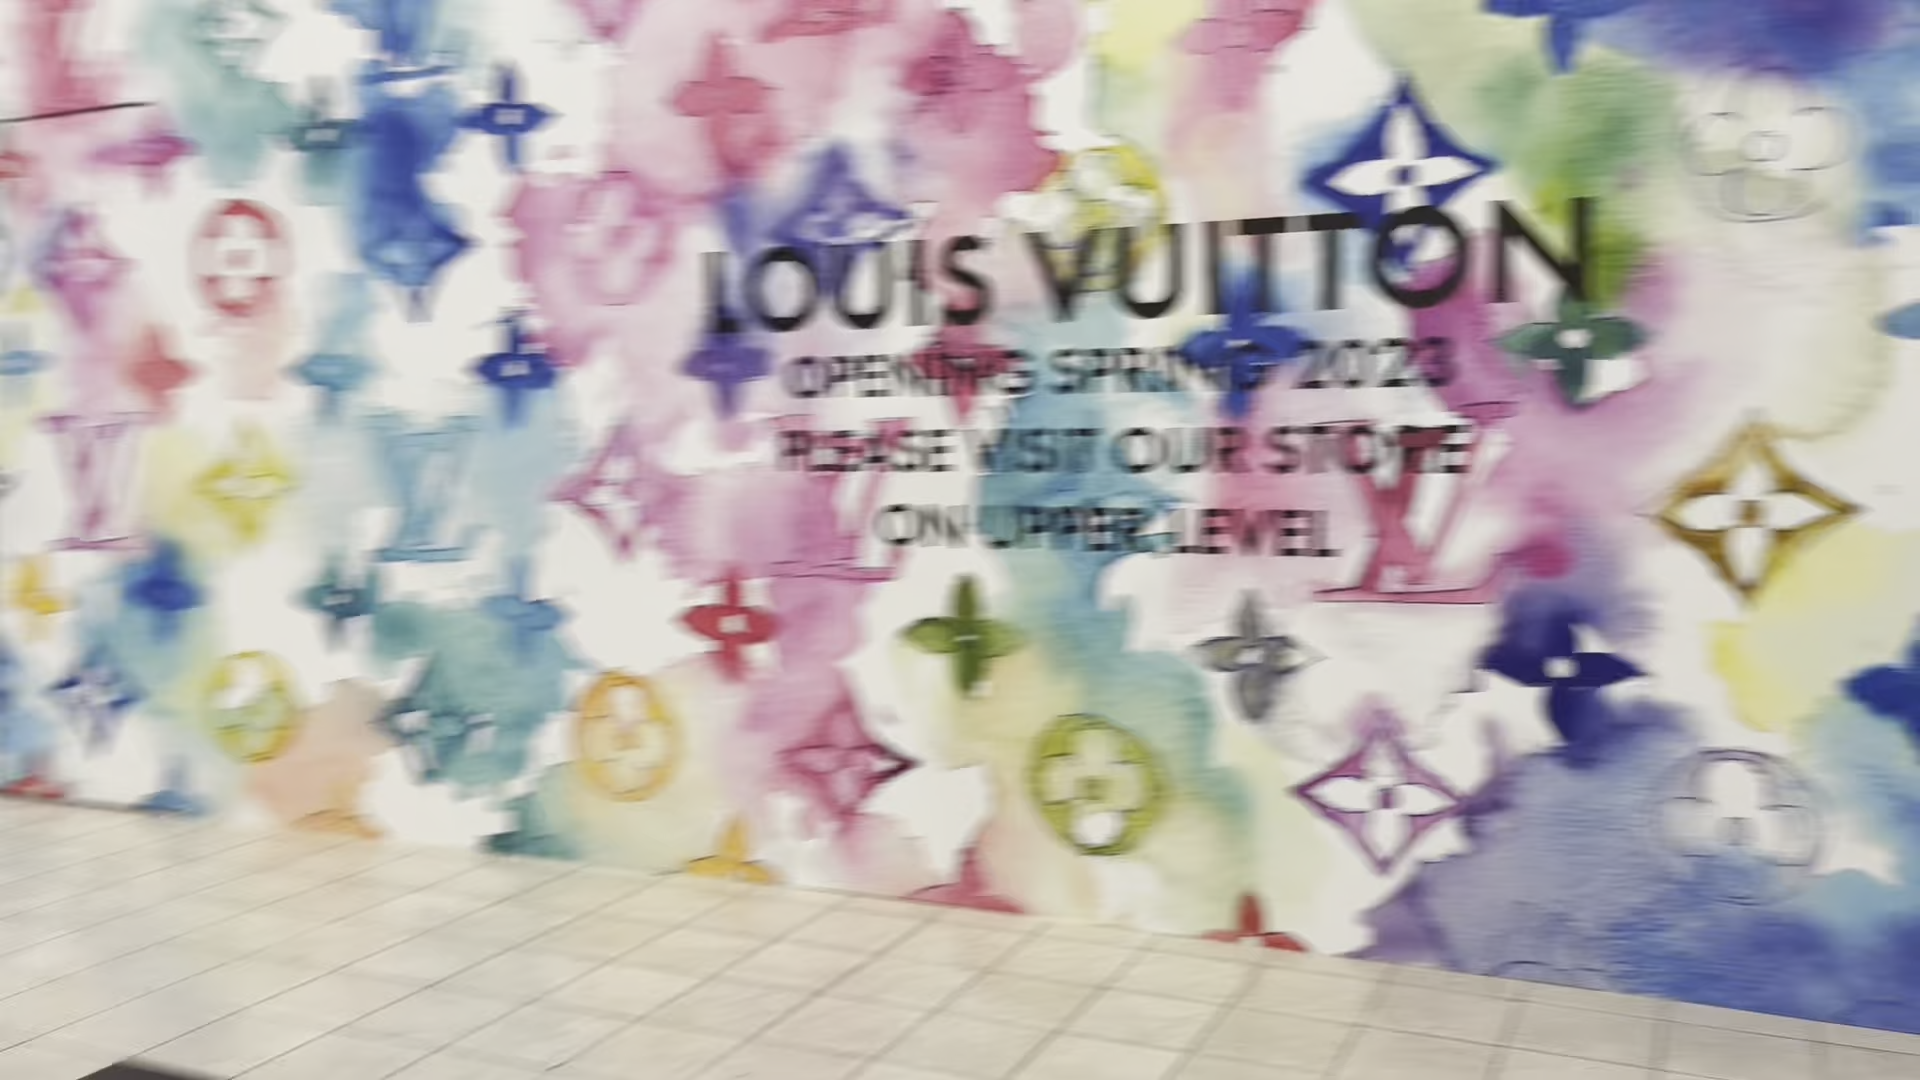 LOUIS VUITTON
OPENING SPRING 2023
PLEASE VISIT OUR STORE
ON UPPER LEVEL